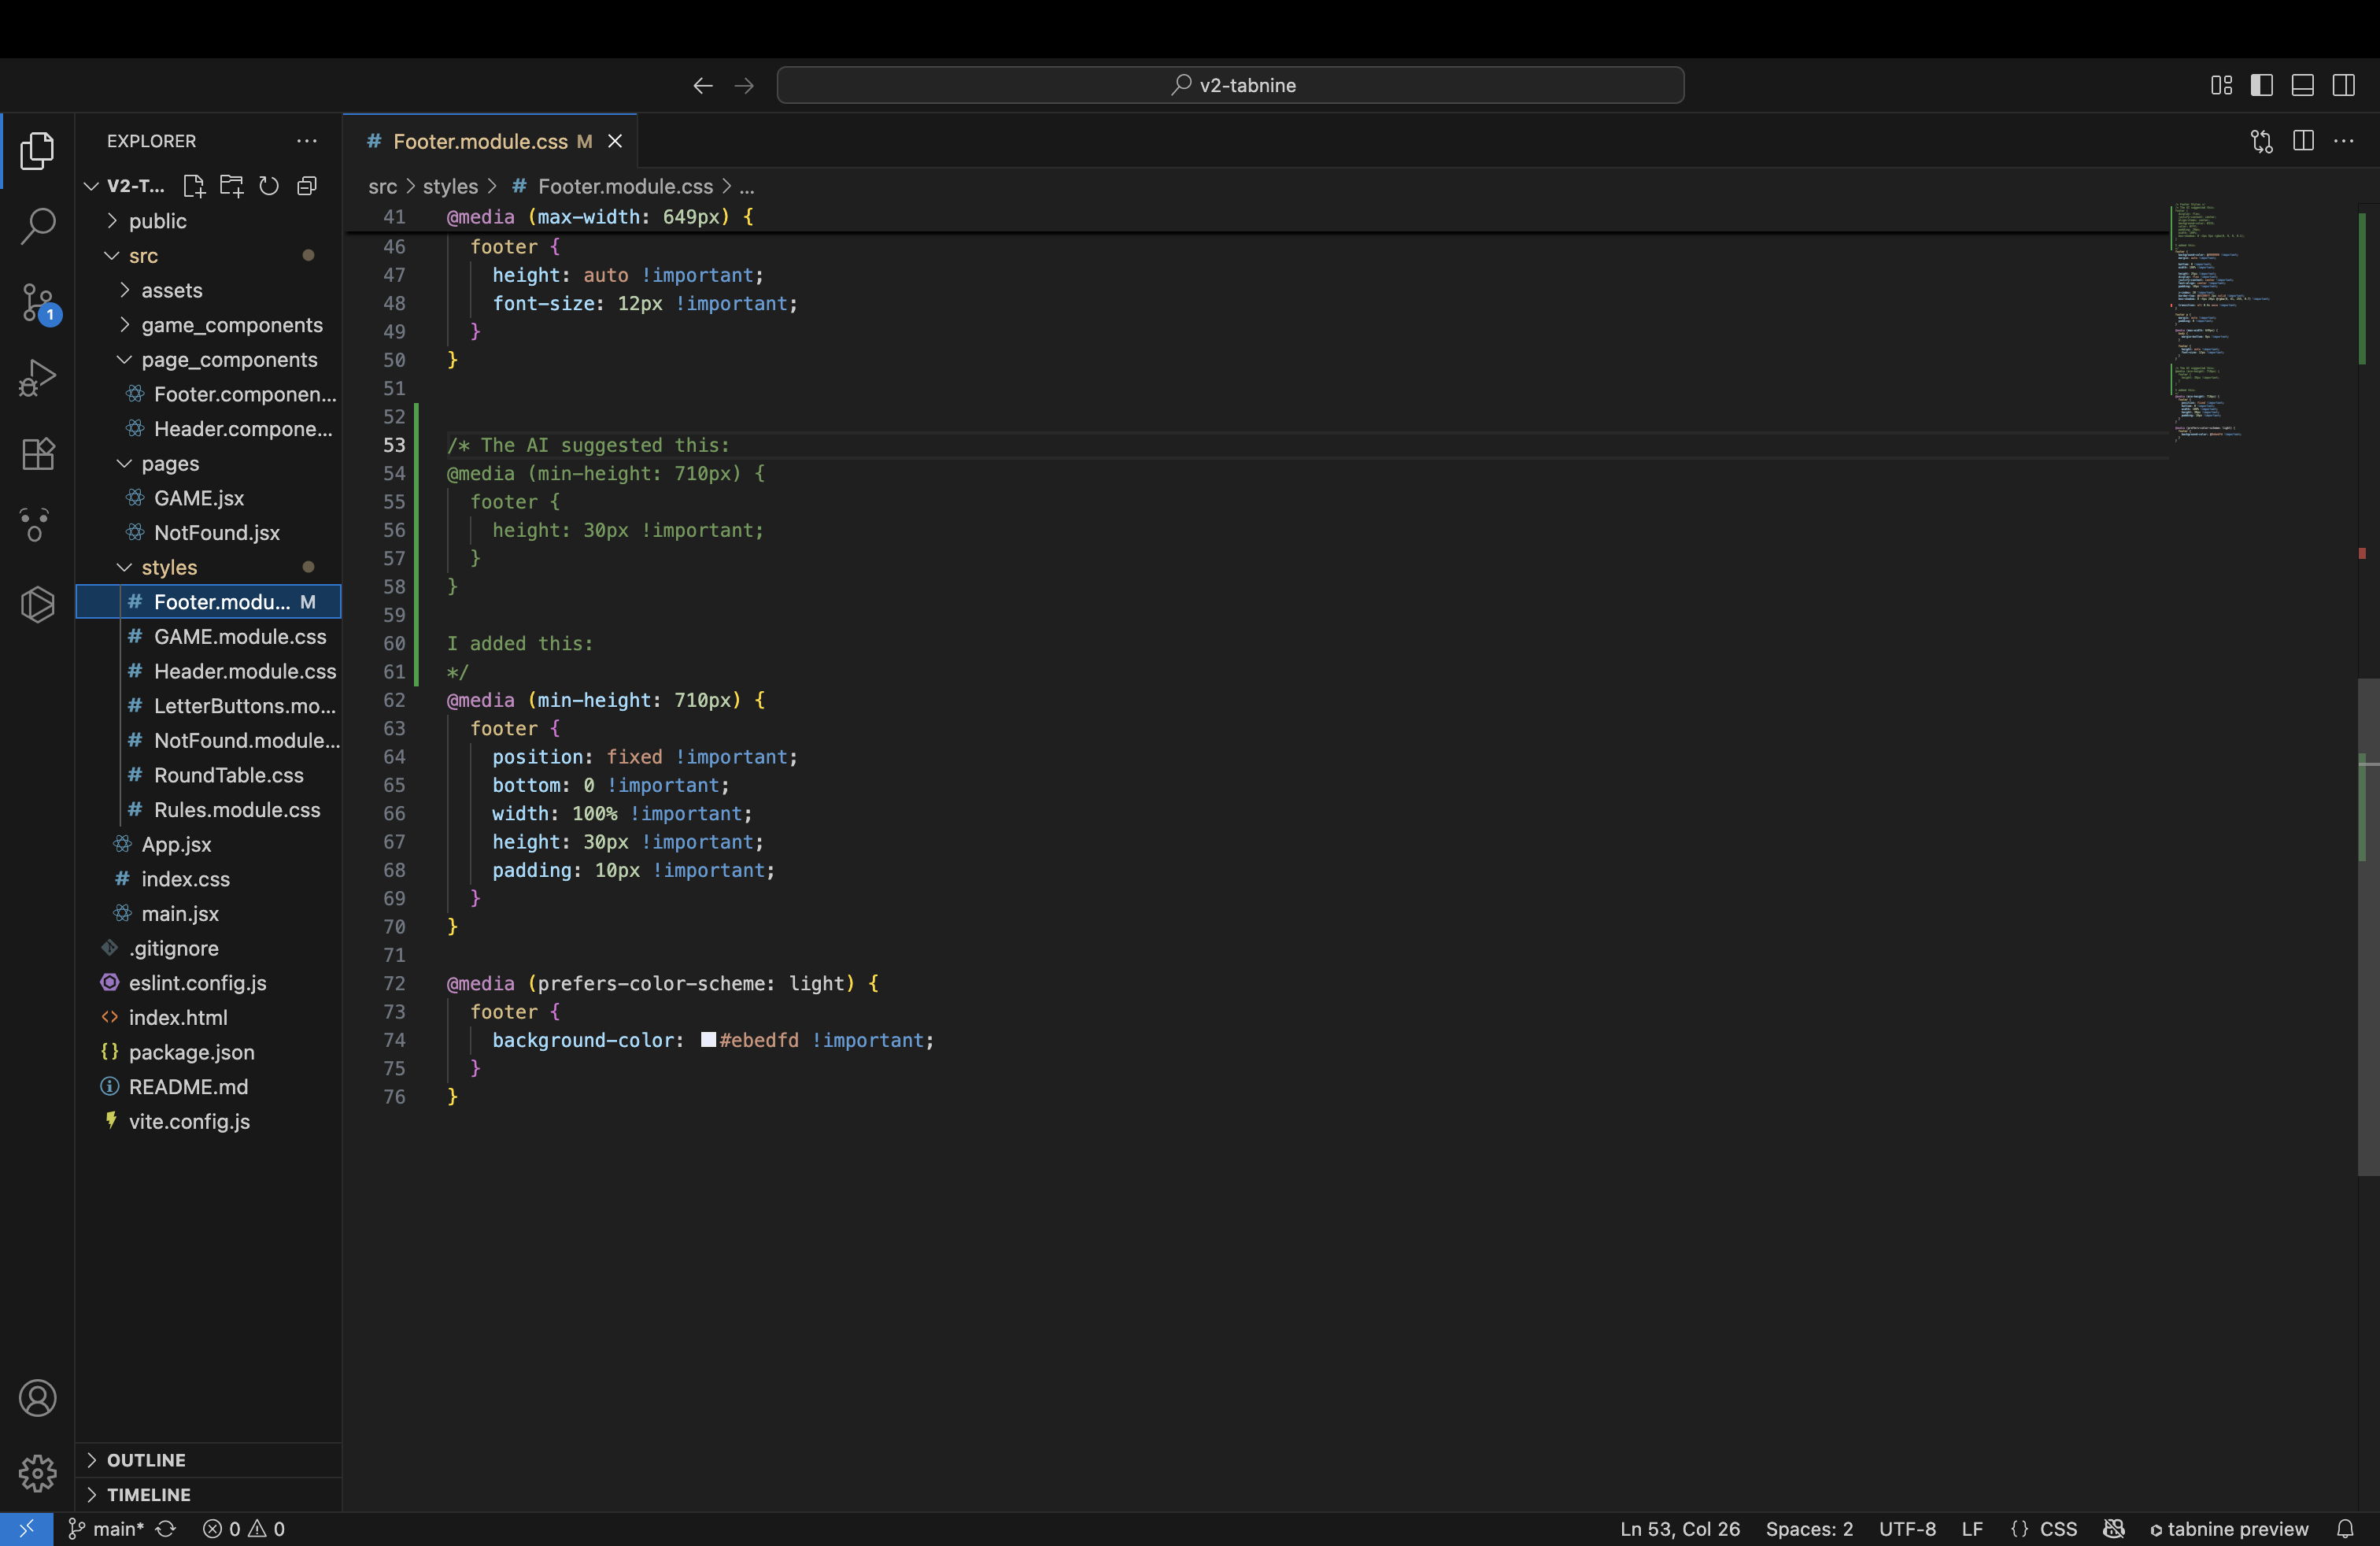 v2-tabnine
EXPLORER
V2-T...
public
src
assets
game_components
page_components
Footer.componen...
Header.compone...
pages
GAME.jsx
NotFound.jsx
styles
Footer.modu... M
GAME.module.css
Header.module.css
LetterButtons.mo...
NotFound.module...
RoundTable.css
Rules.module.css
App.jsx
index.css
main.jsx
.gitignore
eslint.config.js
index.html
package.json
README.md
vite.config.js
OUTLINE
TIMELINE
1
# Footer.module.css M
src > styles > # Footer.module.css > ...
41 @media (max-width: 649px) {
46 footer {
47 height: auto !important;
48 font-size: 12px !important;
49 }
50 }
51
52
53 /* The AI suggested this:
54 @media (min-height: 710px) {
55 footer {
56 height: 30px !important;
57 }
58 }
59
60 I added this:
61 */
62 @media (min-height: 710px) {
63 footer {
64 position: fixed !important;
65 bottom: 0 !important;
66 width: 100% !important;
67 height: 30px !important;
68 padding: 10px !important;
69 }
70 }
71
72 @media (prefers-color-scheme: light) {
73 footer {
74 background-color: #ebedfd !important;
75 }
76 }
main* 0 0 Ln 53, Col 26 Spaces: 2 UTF-8 LF {} CSS tabnine preview